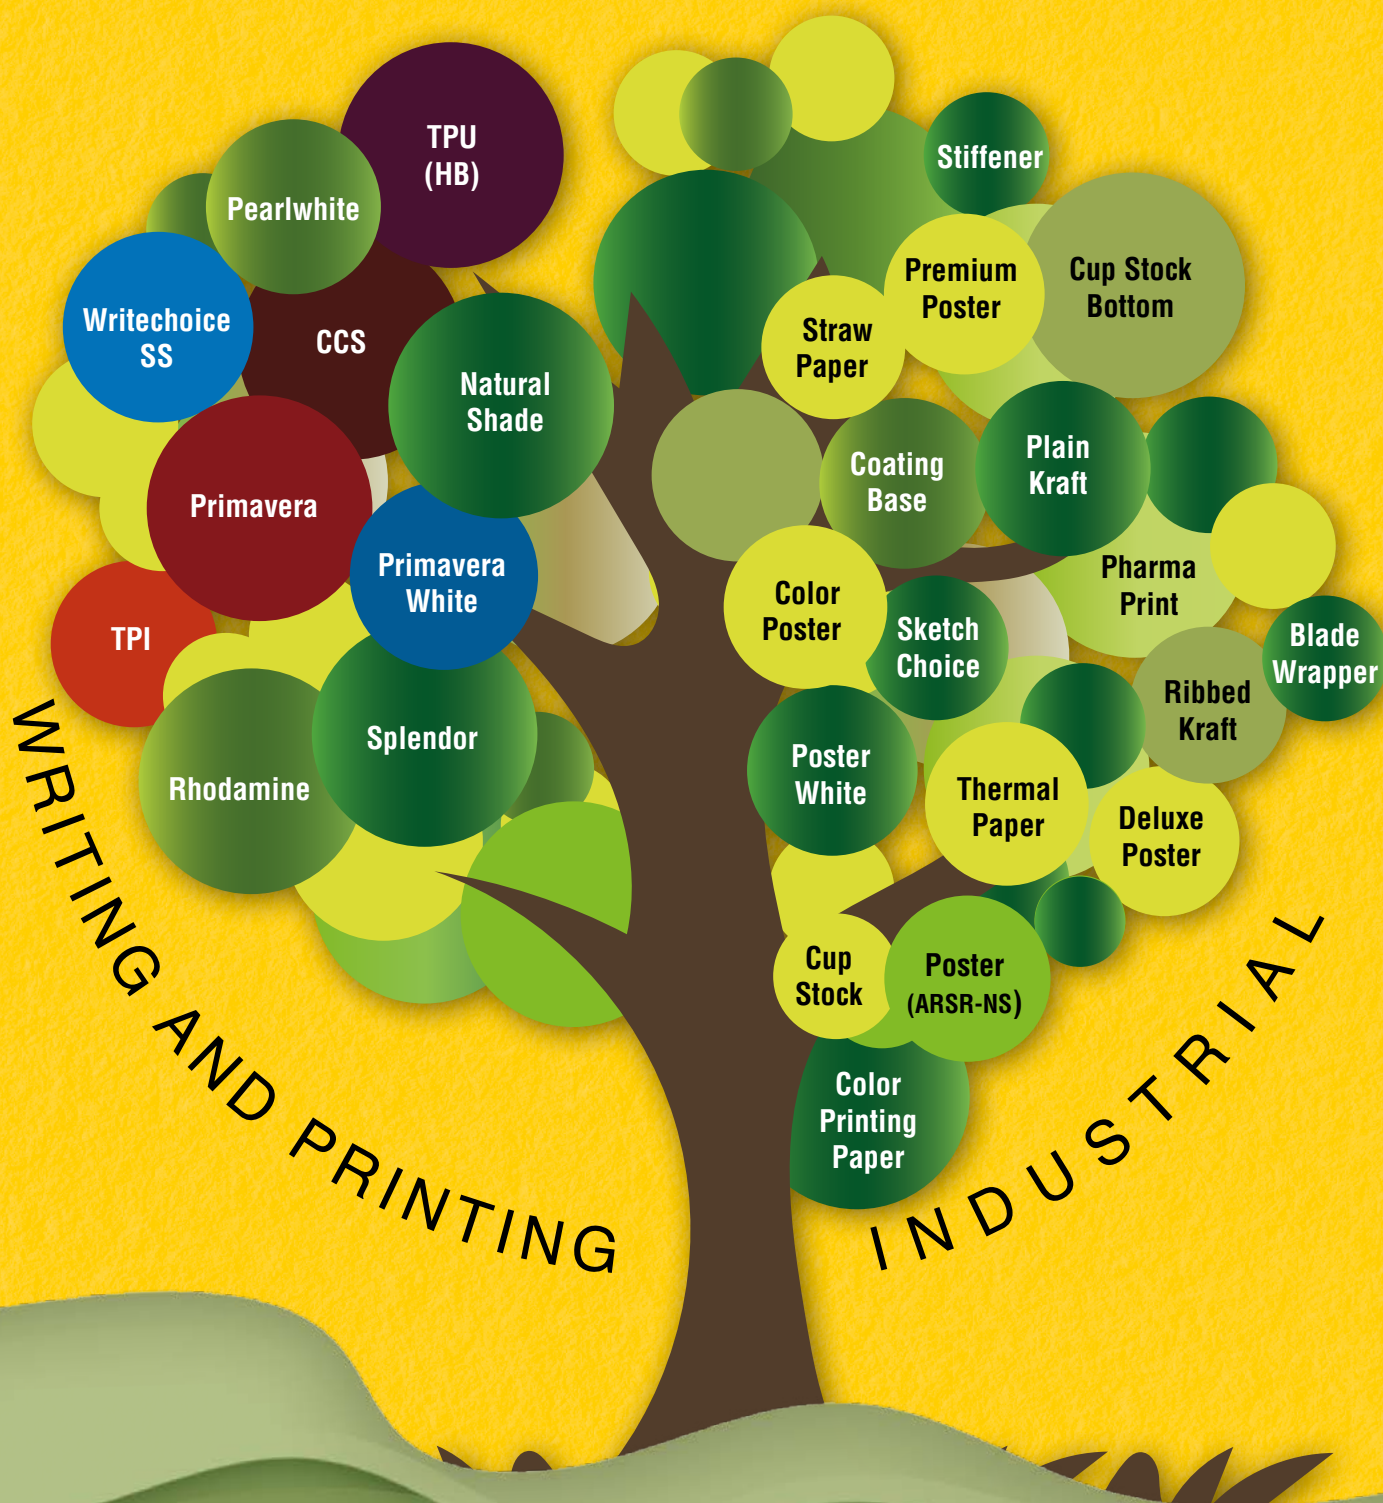 TPU
(HB)
Pearlwhite
Writechoice
SS
CCS
Natural
Shade
Primavera
Primavera
White
TPI
Splendor
Rhodamine
WRITING AND PRINTING
Stiffener
Premium
Poster
Cup Stock
Bottom
Straw
Paper
Coating
Base
Plain
Kraft
Pharma
Print
Color
Poster
Sketch
Choice
Blade
Wrapper
Ribbed
Kraft
Poster
White
Thermal
Paper
Deluxe
Poster
Cup
Stock
Poster
(ARSR-NS)
Color
Printing
Paper
INDUSTRIAL